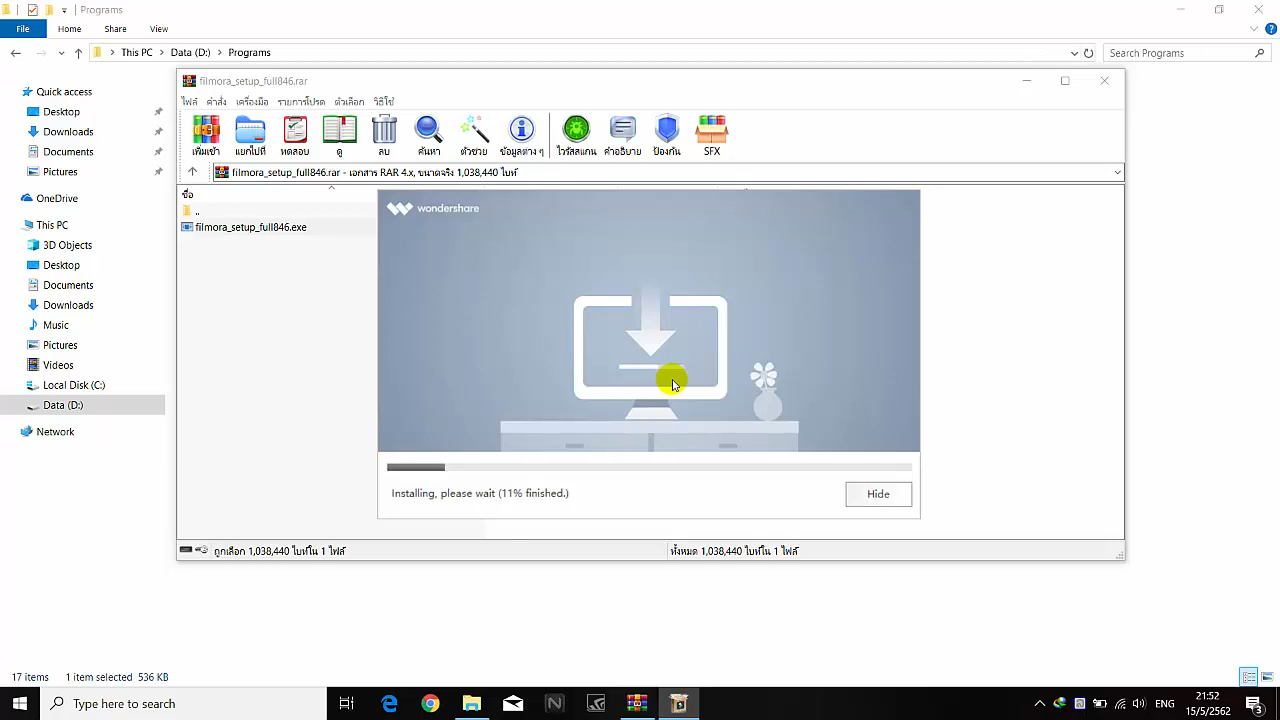 Programs
File
Home
Share
View
This PC
Data (D:)
Programs
Search Programs
Quick access
Desktop
Downloads
Documents
Pictures
OneDrive
This PC
3D Objects
Desktop
Documents
Downloads
Music
Pictures
Videos
Local Disk (C:)
Data (D:)
Network
filmora_setup_full846.rar
ไฟล์ คำสั่ง เครื่องมือ รายการโปรด ตัวเลือก วิธีใช้
เพิ่มเข้า แยกไปที่ ทดสอบ ดู ลบ ค้นหา ตัวช่วย ข้อมูลต่าง ๆ ไวรัสแกน คำอธิบาย ป้องกัน SFX
filmora_setup_full846.rar - เอกสาร RAR 4.x, ขนาดจริง 1,038,440 ไบท์
ชื่อ
..
filmora_setup_full846.exe
wondershare
Installing, please wait (11% finished.)
Hide
ถูกเลือก 1,038,440 ไบท์ใน 1 ไฟล์
ทั้งหมด 1,038,440 ไบท์ใน 1 ไฟล์
17 items
1 item selected 536 KB
Type here to search
ENG
21:52
15/5/2562
3